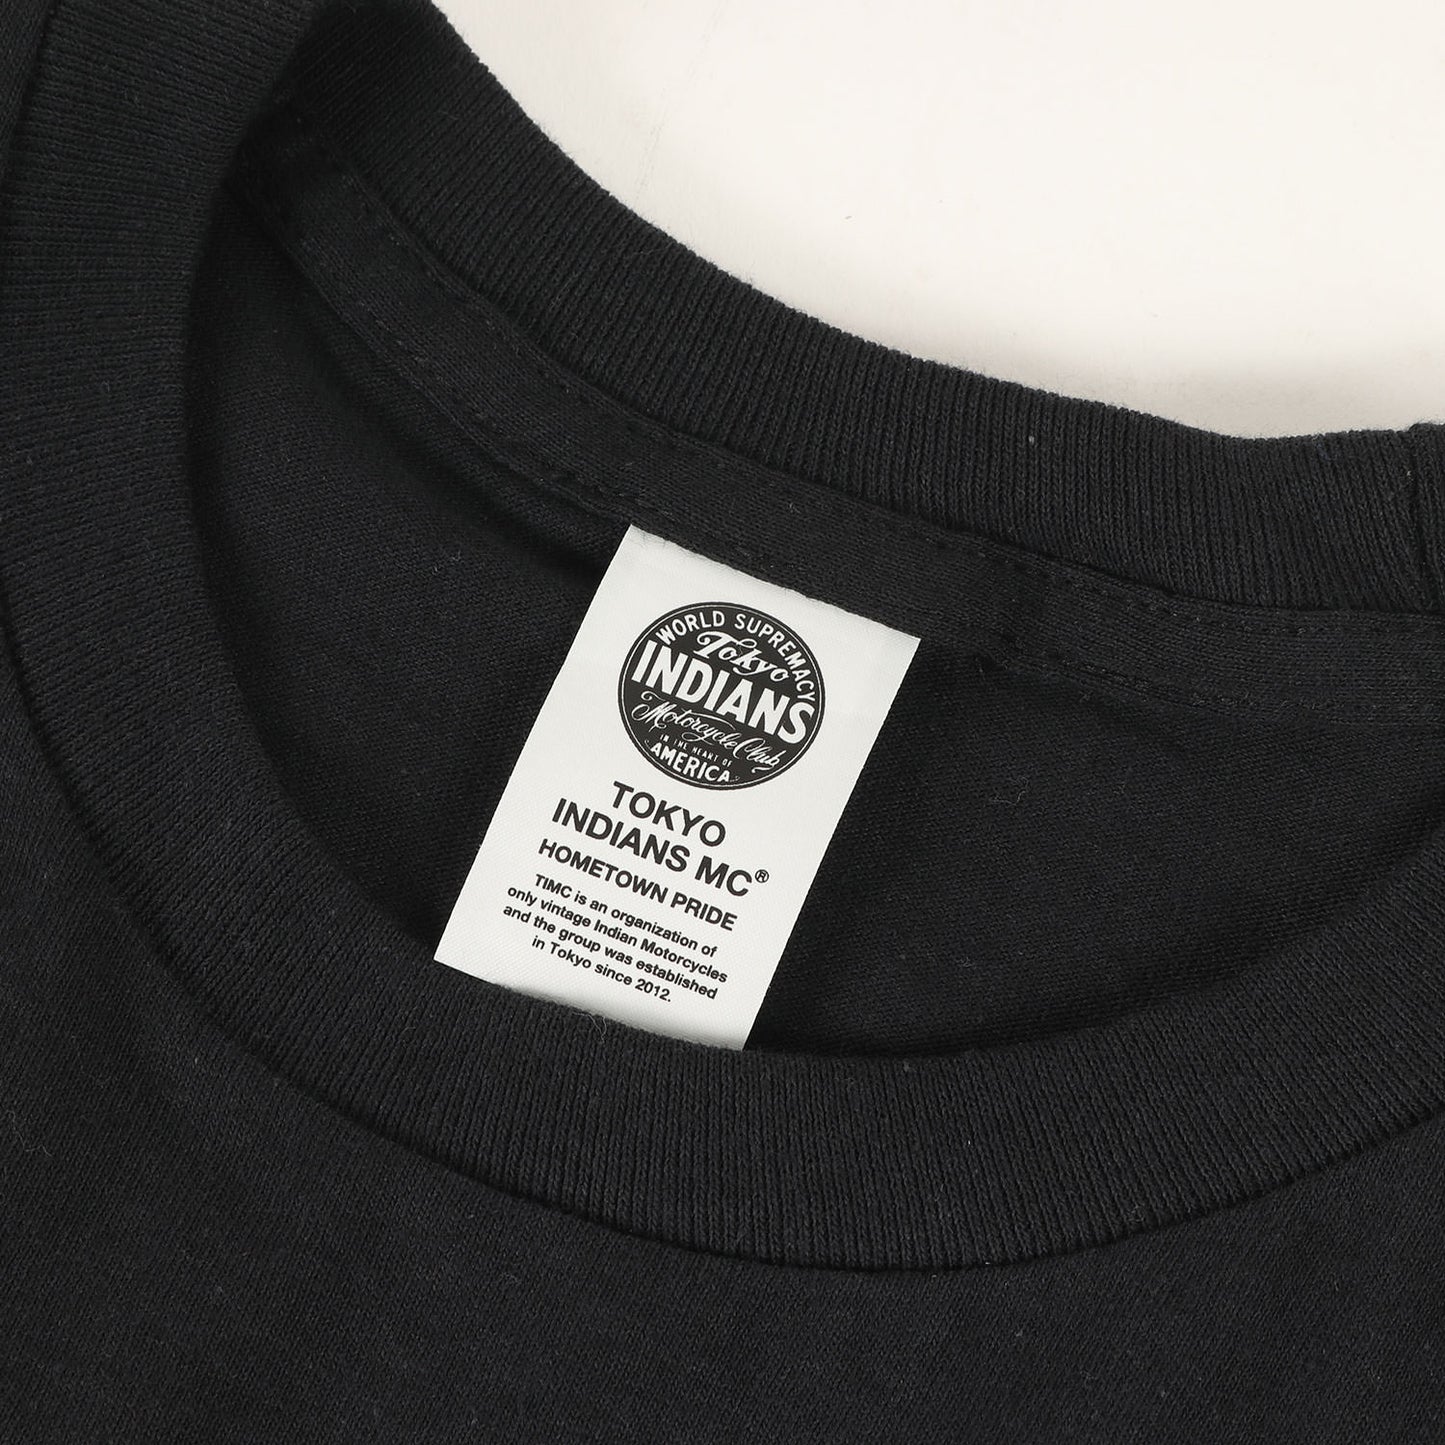 WORLD SUPREMACY
Tokyo
INDIANS
Motorcycle Club
IN THE HEART OF
AMERICA
TOKYO
INDIANS MC®
HOMETOWN PRIDE
TIMC is an organization of
only vintage Indian Motorcycles
and the group was established
in Tokyo since 2012.